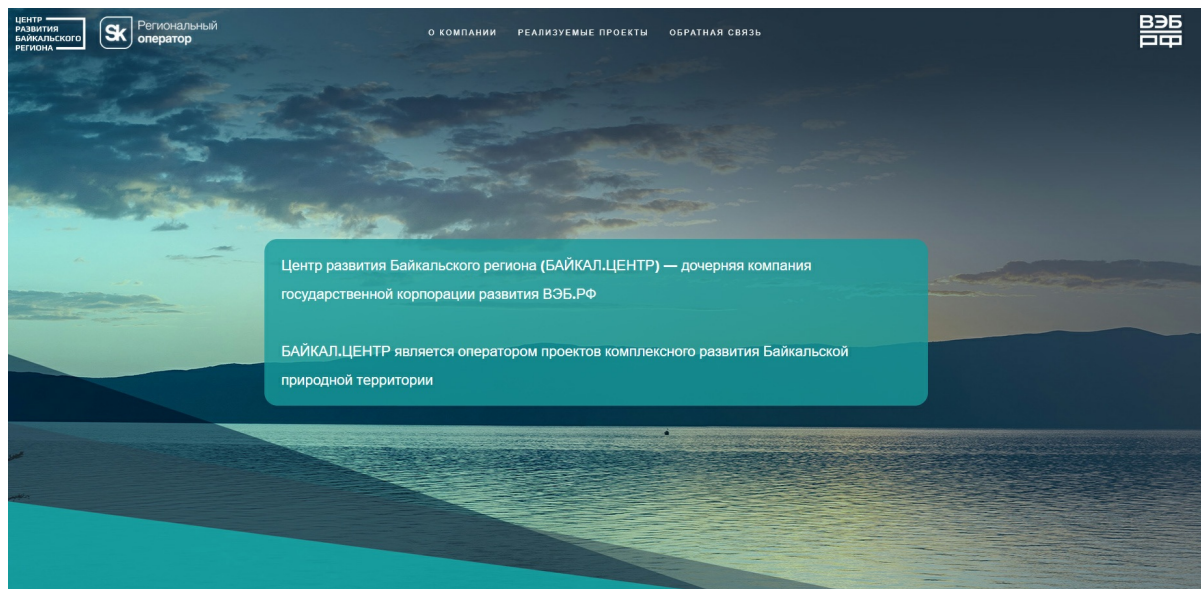 ЦЕНТР
РАЗВИТИЯ
БАЙКАЛЬСКОГО
РЕГИОНА
Sk
Региональный
оператор
О КОМПАНИИ РЕАЛИЗУЕМЫЕ ПРОЕКТЫ ОБРАТНАЯ СВЯЗЬ
ВЭБ
РФ
Центр развития Байкальского региона (БАЙКАЛ.ЦЕНТР) — дочерняя компания
государственной корпорации развития ВЭБ.РФ
БАЙКАЛ.ЦЕНТР является оператором проектов комплексного развития Байкальской
природной территории